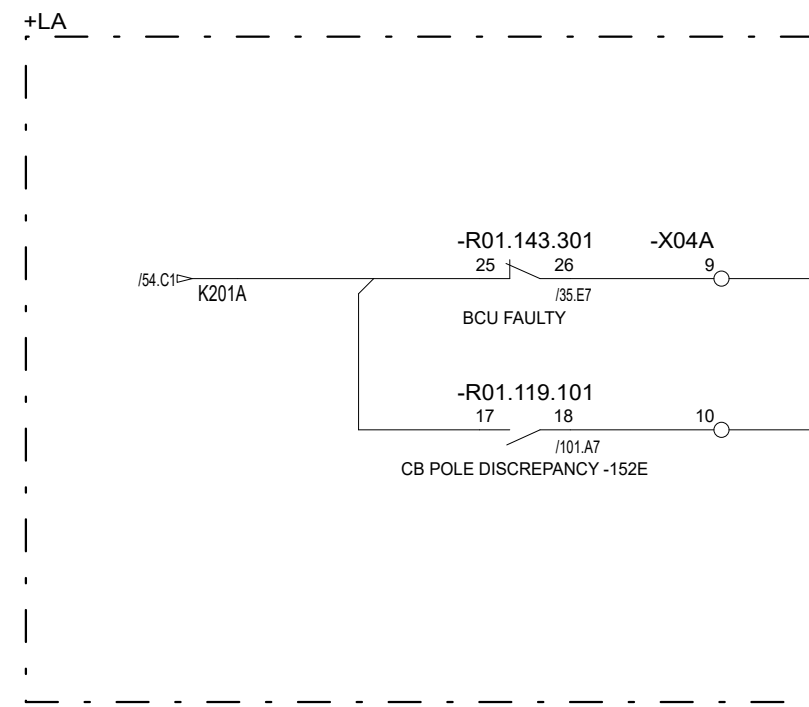 +LA
-R01.143.301 -X04A
25 26 9
/54.C1 K201A /35.E7
BCU FAULTY
-R01.119.101
17 18 10
/101.A7
CB POLE DISCREPANCY -152E